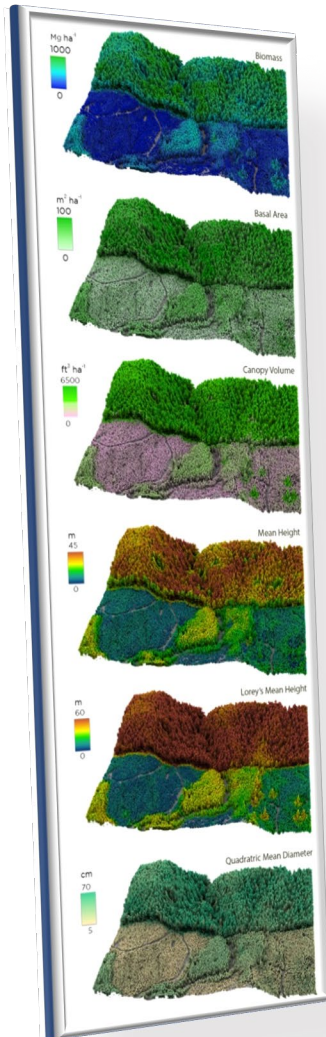 Mg ha⁻¹
1000
0
Biomass
m² ha⁻¹
100
0
Basal Area
ft³ ha⁻¹
6500
0
Canopy Volume
m
45
0
Mean Height
m
60
0
Lorey's Mean Height
cm
70
5
Quadratric Mean Diameter